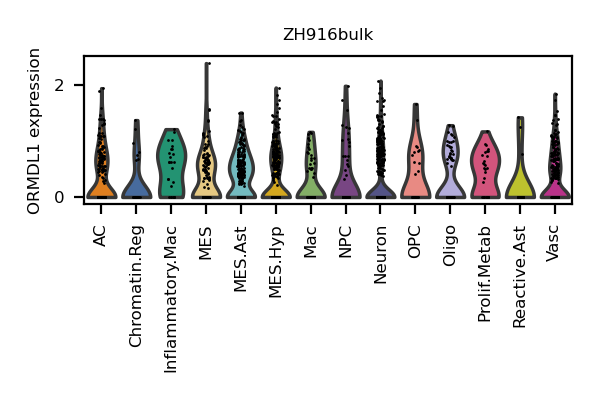 ZH916bulk
ORMDL1 expression
2
0
AC
Chromatin.Reg
Inflammatory.Mac
MES
MES.Ast
MES.Hyp
Mac
NPC
Neuron
OPC
Oligo
Prolif.Metab
Reactive.Ast
Vasc